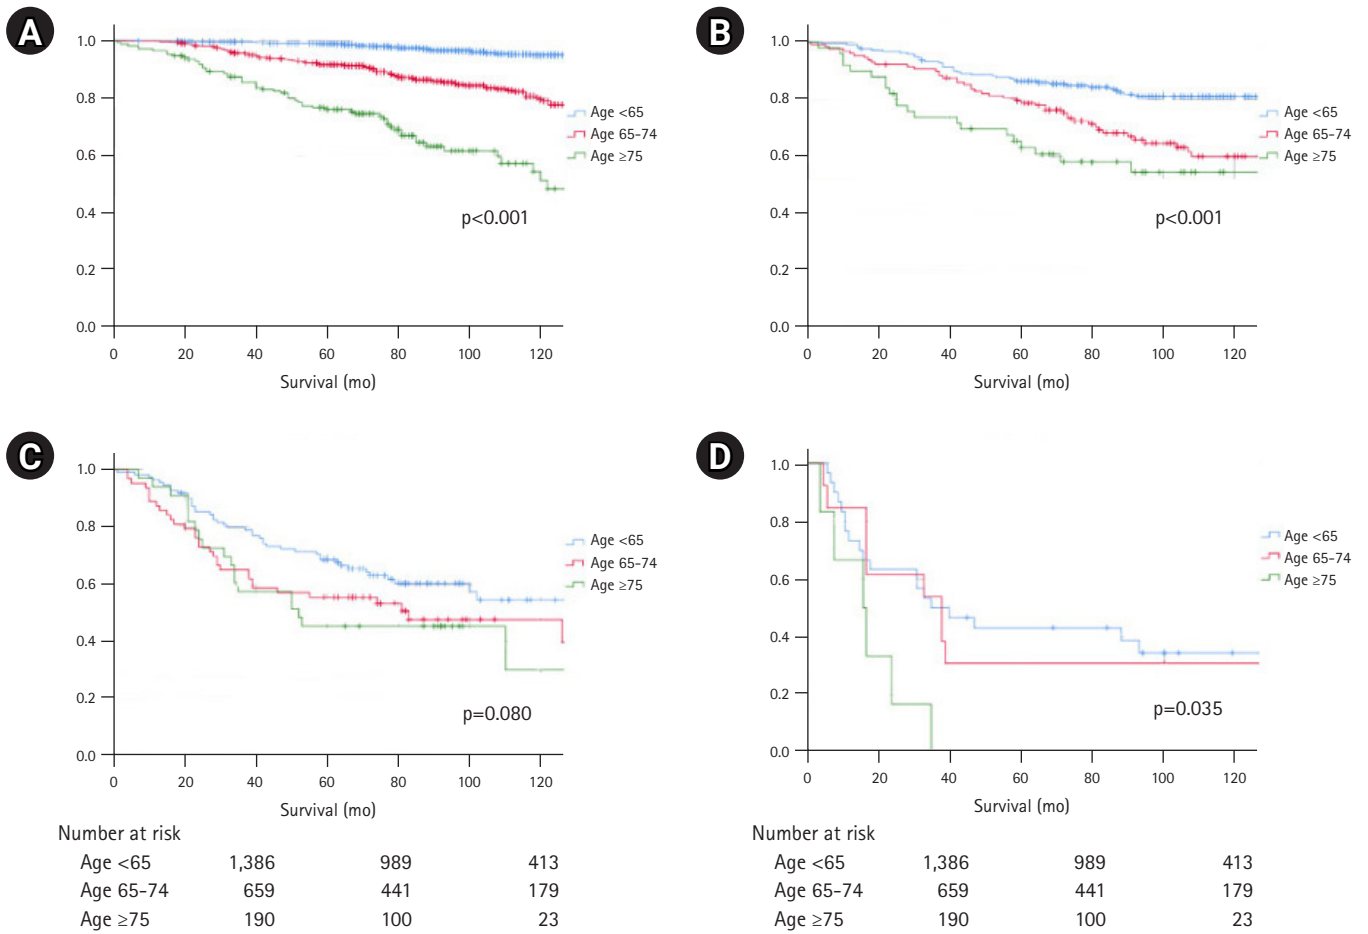 A
1.0
0.8
0.6
0.4
0.2
0.0
0 20 40 60 80 100 120
Survival (mo)
Age <65
Age 65-74
Age ≥75
p<0.001
B
1.0
0.8
0.6
0.4
0.2
0.0
0 20 40 60 80 100 120
Survival (mo)
Age <65
Age 65-74
Age ≥75
p<0.001
C
1.0
0.8
0.6
0.4
0.2
0.0
0 20 40 60 80 100 120
Survival (mo)
Age <65
Age 65-74
Age ≥75
p=0.080
Number at risk
Age <65 1,386 989 413
Age 65-74 659 441 179
Age ≥75 190 100 23
D
1.0
0.8
0.6
0.4
0.2
0.0
0 20 40 60 80 100 120
Survival (mo)
Age <65
Age 65-74
Age ≥75
p=0.035
Number at risk
Age <65 1,386 989 413
Age 65-74 659 441 179
Age ≥75 190 100 23